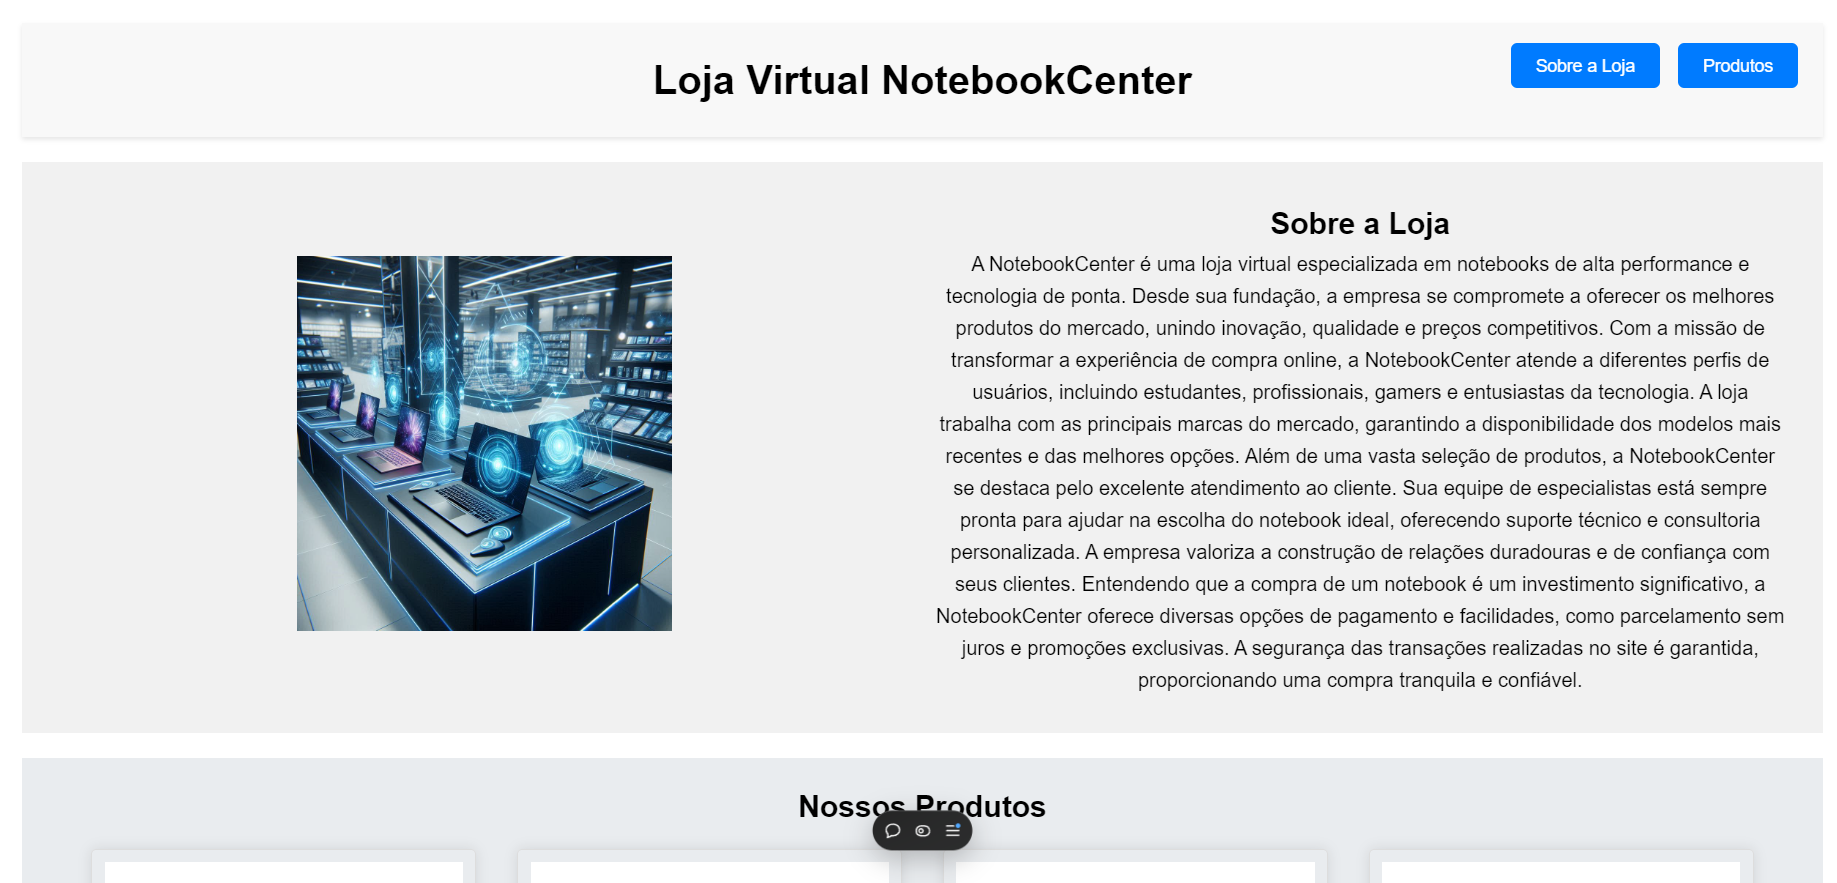 Loja Virtual NotebookCenter
Sobre a Loja
Produtos
Sobre a Loja
A NotebookCenter é uma loja virtual especializada em notebooks de alta performance e
tecnologia de ponta. Desde sua fundação, a empresa se compromete a oferecer os melhores
produtos do mercado, unindo inovação, qualidade e preços competitivos. Com a missão de
transformar a experiência de compra online, a NotebookCenter atende a diferentes perfis de
usuários, incluindo estudantes, profissionais, gamers e entusiastas da tecnologia. A loja
trabalha com as principais marcas do mercado, garantindo a disponibilidade dos modelos mais
recentes e das melhores opções. Além de uma vasta seleção de produtos, a NotebookCenter
se destaca pelo excelente atendimento ao cliente. Sua equipe de especialistas está sempre
pronta para ajudar na escolha do notebook ideal, oferecendo suporte técnico e consultoria
personalizada. A empresa valoriza a construção de relações duradouras e de confiança com
seus clientes. Entendendo que a compra de um notebook é um investimento significativo, a
NotebookCenter oferece diversas opções de pagamento e facilidades, como parcelamento sem
juros e promoções exclusivas. A segurança das transações realizadas no site é garantida,
proporcionando uma compra tranquila e confiável.
Nossos Produtos